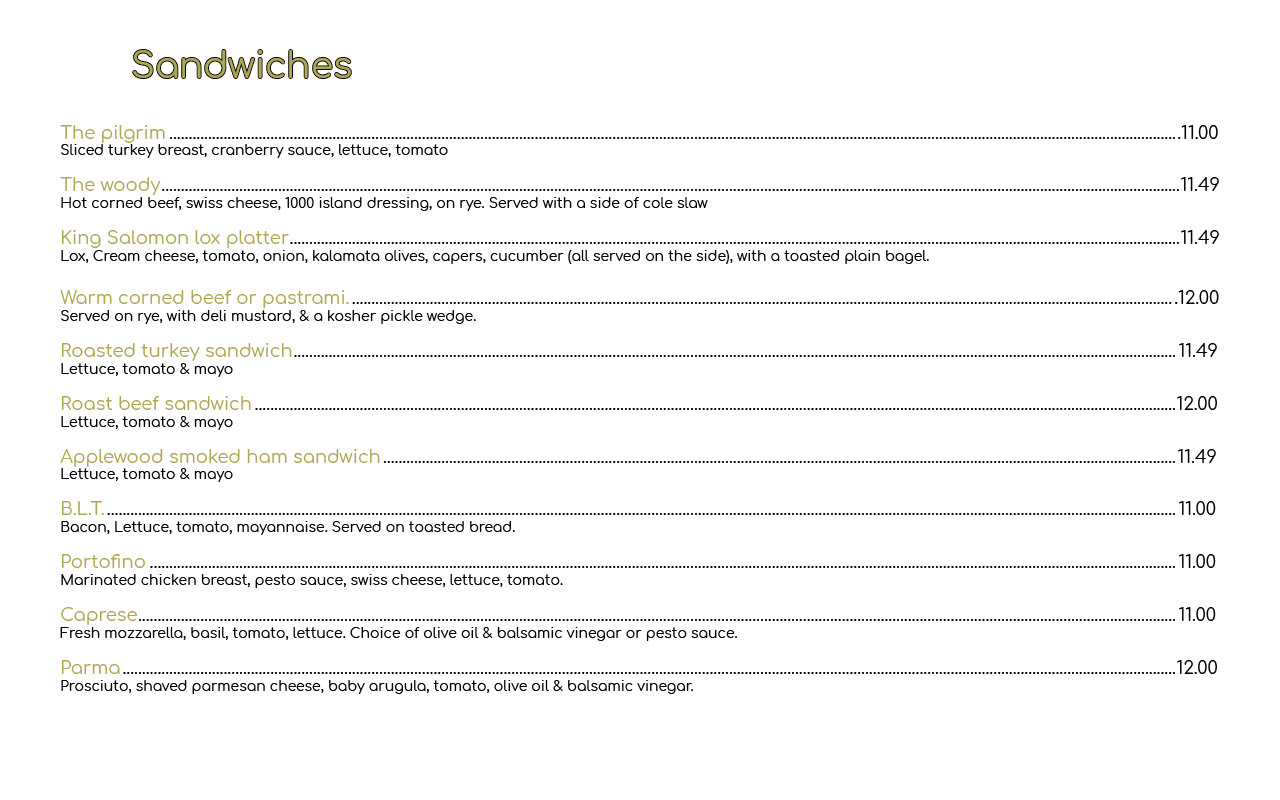 Sandwiches
The pilgrim ........................................ .11.00
Sliced turkey breast, cranberry sauce, lettuce, tomato
The woody........................................11.49
Hot corned beef, swiss cheese, 1000 island dressing, on rye. Served with a side of cole slaw
King Salomon lox platter........................................11.49
Lox, Cream cheese, tomato, onion, kalamata olives, capers, cucumber (all served on the side), with a toasted plain bagel.
Warm corned beef or pastrami. ........................................ .12.00
Served on rye, with deli mustard, & a kosher pickle wedge.
Roasted turkey sandwich........................................ 11.49
Lettuce, tomato & mayo
Roast beef sandwich ........................................12.00
Lettuce, tomato & mayo
Applewood smoked ham sandwich ........................................11.49
Lettuce, tomato & mayo
B.L.T. ........................................ 11.00
Bacon, Lettuce, tomato, mayannaise. Served on toasted bread.
Portofino ........................................ 11.00
Marinated chicken breast, pesto sauce, swiss cheese, lettuce, tomato.
Caprese........................................ 11.00
Fresh mozzarella, basil, tomato, lettuce. Choice of olive oil & balsamic vinegar or pesto sauce.
Parma ........................................12.00
Prosciuto, shaved parmesan cheese, baby arugula, tomato, olive oil & balsamic vinegar.